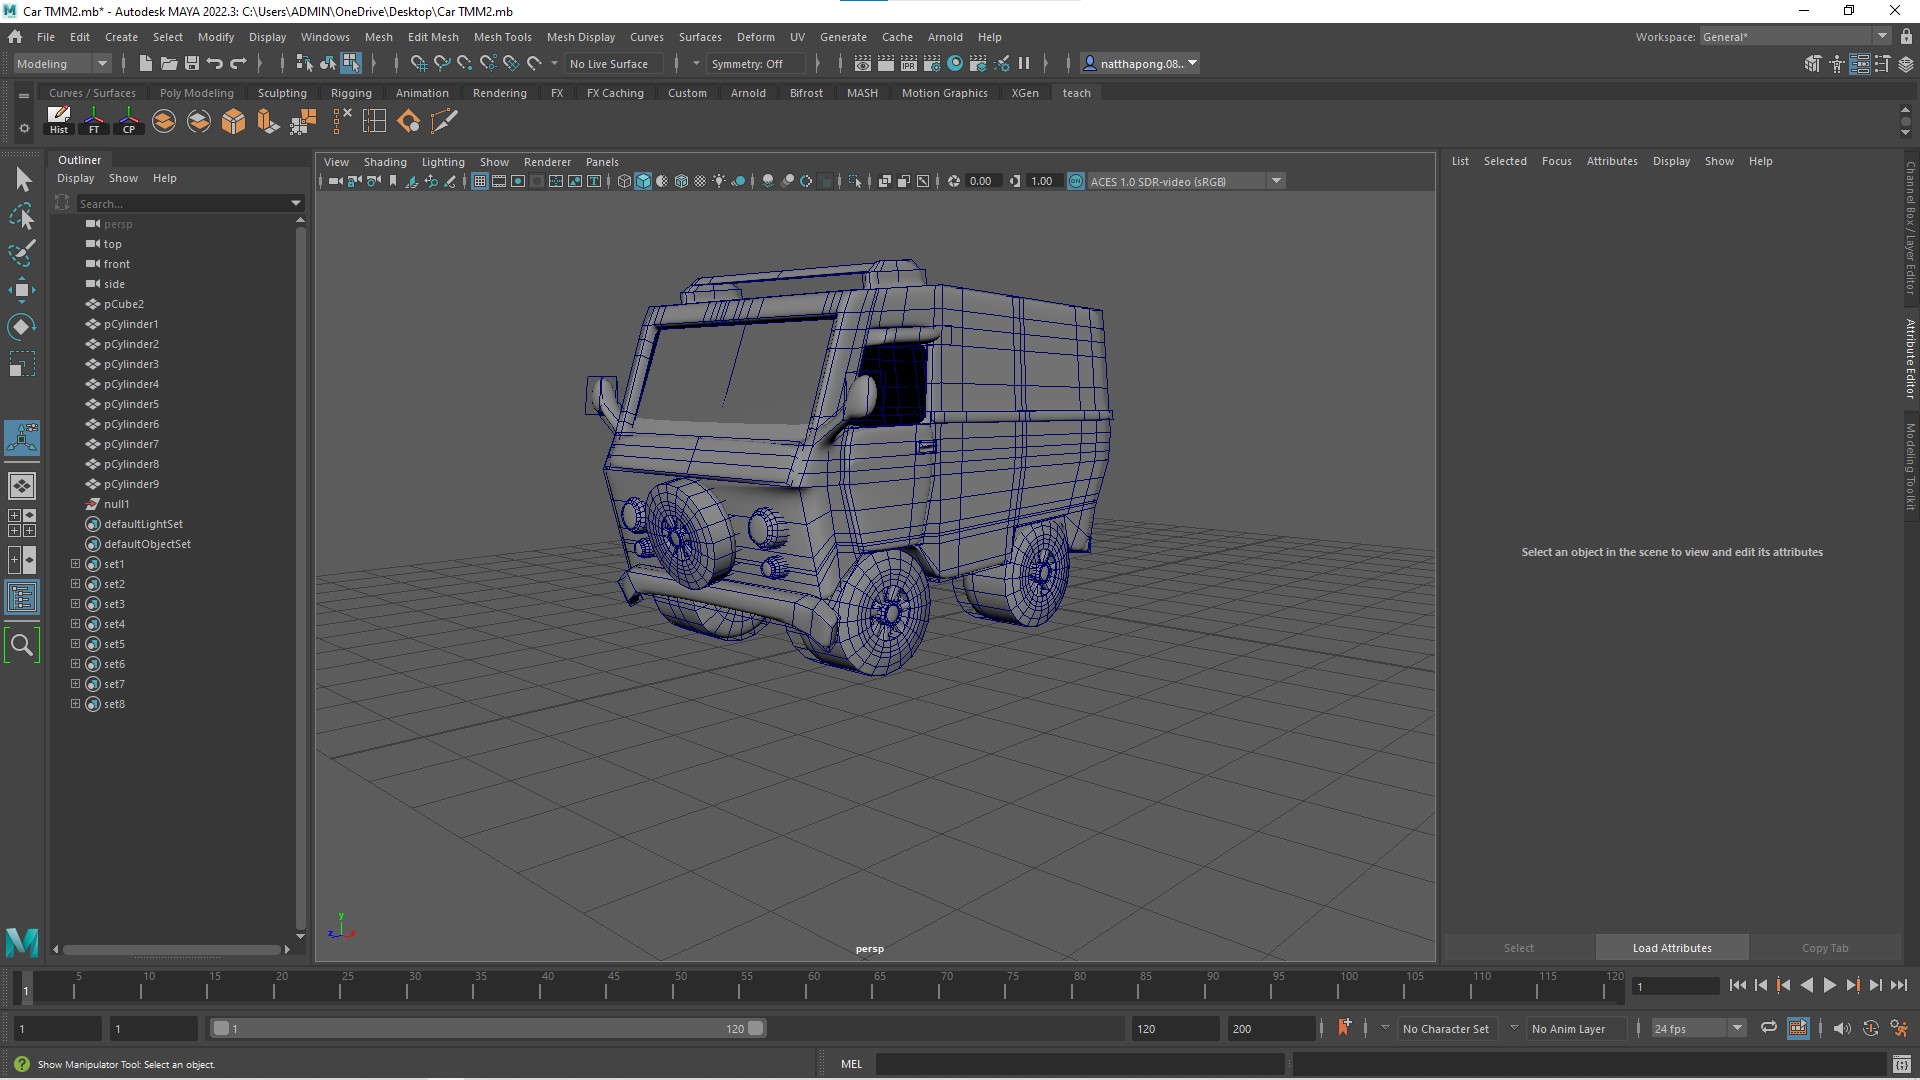 Car TMM2.mb* - Autodesk MAYA 2022.3: C:\Users\ADMIN\OneDrive\Desktop\Car TMM2.mb
File Edit Create Select Modify Display Windows Mesh Edit Mesh Mesh Tools Mesh Display Curves Surfaces Deform UV Generate Cache Arnold Help Workspace: General*
Modeling No Live Surface Symmetry: Off IPR natthapong.08...
Curves / Surfaces Poly Modeling Sculpting Rigging Animation Rendering FX FX Caching Custom Arnold Bifrost MASH Motion Graphics XGen teach
Hist FT CP
Outliner
Display Show Help
Search...
persp
top
front
side
pCube2
pCylinder1
pCylinder2
pCylinder3
pCylinder4
pCylinder5
pCylinder6
pCylinder7
pCylinder8
pCylinder9
null1
defaultLightSet
defaultObjectSet
set1
set2
set3
set4
set5
set6
set7
set8
View Shading Lighting Show Renderer Panels
0.00 1.00 ON ACES 1.0 SDR-video (sRGB)
y
z x
persp
List Selected Focus Attributes Display Show Help
Select an object in the scene to view and edit its attributes
Select Load Attributes Copy Tab
Channel Box / Layer Editor
Attribute Editor
Modeling Toolkit
5 10 15 20 25 30 35 40 45 50 55 60 65 70 75 80 85 90 95 100 105 110 115 120
1 1
1 1 1 120 120 200 No Character Set No Anim Layer 24 fps
Show Manipulator Tool: Select an object. MEL